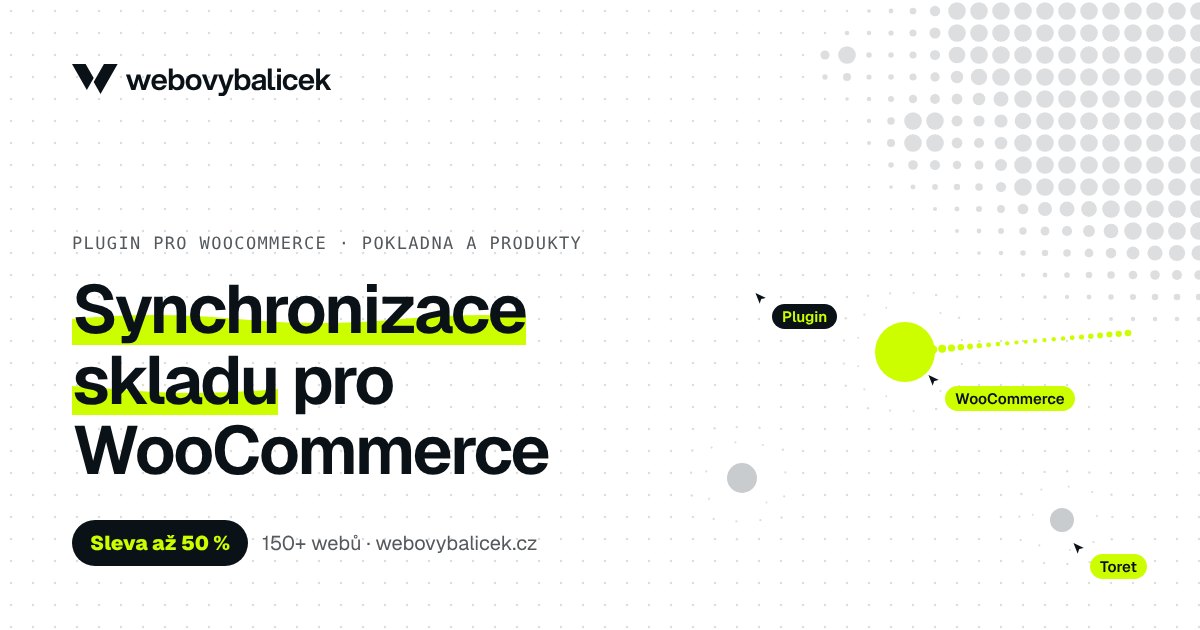 webovybalicek
PLUGIN PRO WOOCOMMERCE · POKLADNA A PRODUKTY
Synchronizace
skladu pro
WooCommerce
Sleva až 50 %
150+ webů · webovybalicek.cz
Plugin
WooCommerce
Toret